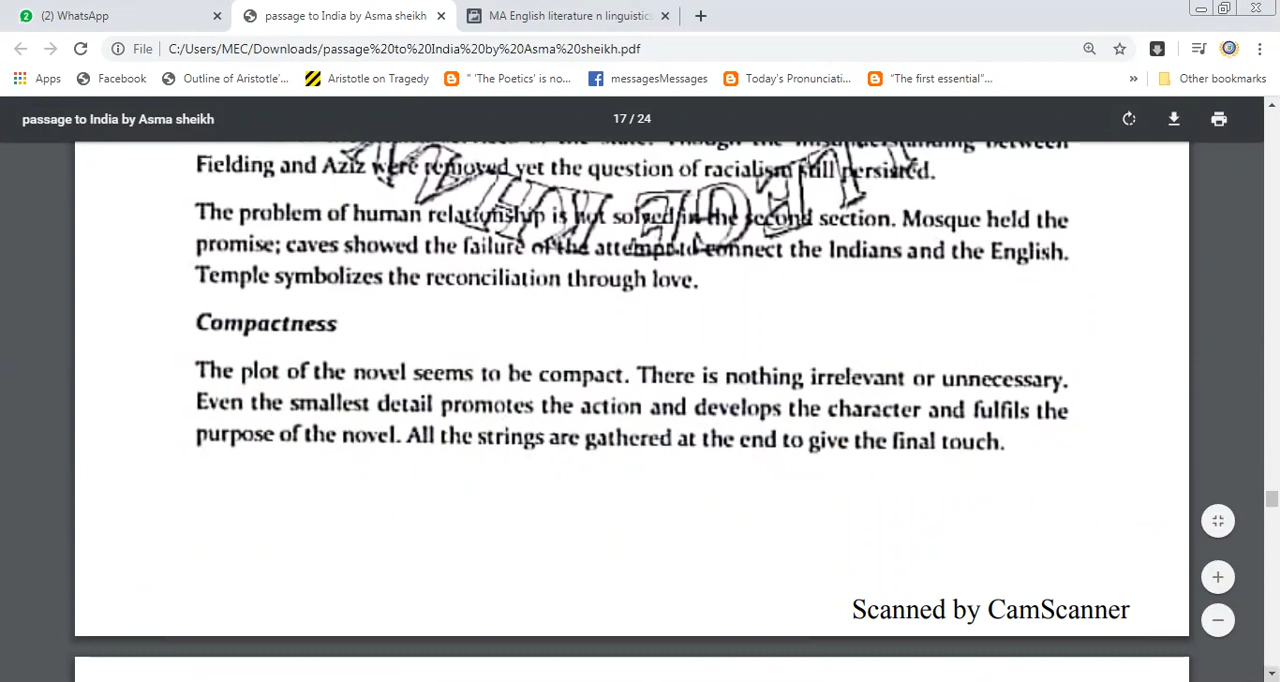 (2) WhatsApp
passage to India by Asma sheikh
MA English literature n linguistics
File
C:/Users/MEC/Downloads/passage%20to%20India%20by%20Asma%20sheikh.pdf
Apps
Facebook
Outline of Aristotle'...
Aristotle on Tragedy
" 'The Poetics' is no...
messagesMessages
Today's Pronunciati...
"The first essential"...
»
Other bookmarks
passage to India by Asma sheikh
17 / 24
between
Fielding and Aziz were removed yet the question of racialism still persisted.
The problem of human relationship is not solved in the second section. Mosque held the
promise; caves showed the failure of the attempt to connect the Indians and the English.
Temple symbolizes the reconciliation through love.
Compactness
The plot of the novel seems to be compact. There is nothing irrelevant or unnecessary.
Even the smallest detail promotes the action and develops the character and fulfils the
purpose of the novel. All the strings are gathered at the end to give the final touch.
Scanned by CamScanner